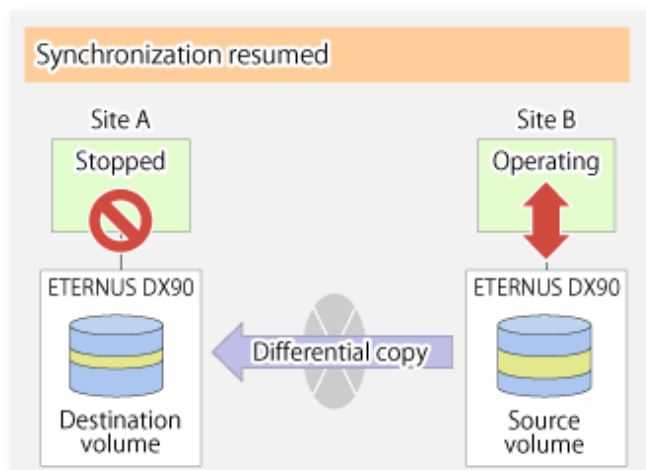 Synchronization resumed
Site A
Site B
Stopped
Operating
ETERNUS DX90
ETERNUS DX90
Differential copy
Destination
volume
Source
volume